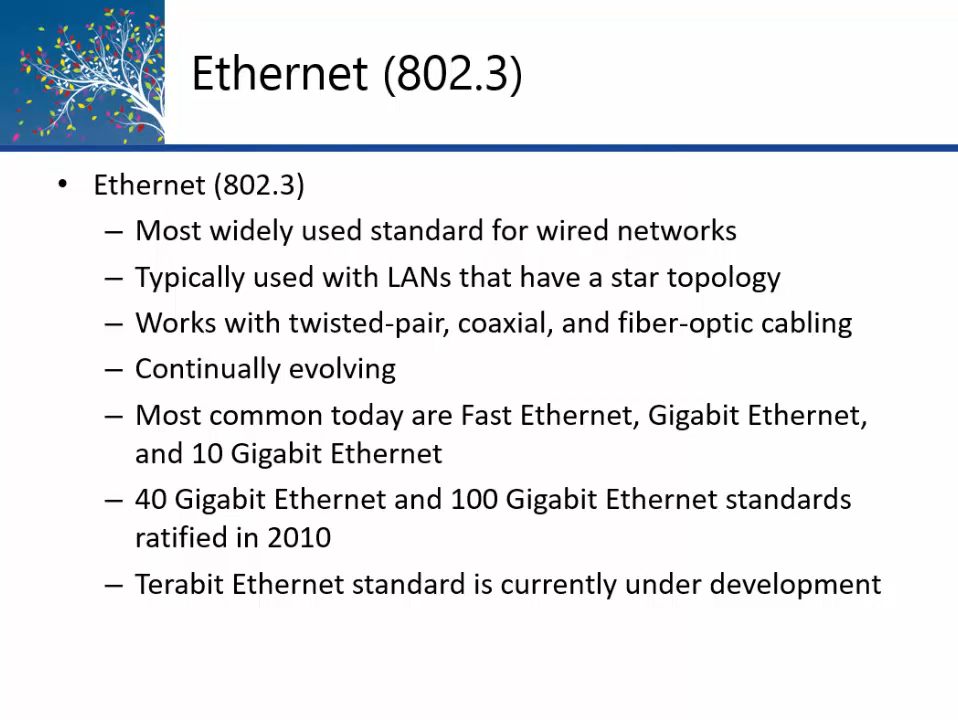 Ethernet (802.3)
• Ethernet (802.3)
– Most widely used standard for wired networks
– Typically used with LANs that have a star topology
– Works with twisted-pair, coaxial, and fiber-optic cabling
– Continually evolving
– Most common today are Fast Ethernet, Gigabit Ethernet,
and 10 Gigabit Ethernet
– 40 Gigabit Ethernet and 100 Gigabit Ethernet standards
ratified in 2010
– Terabit Ethernet standard is currently under development